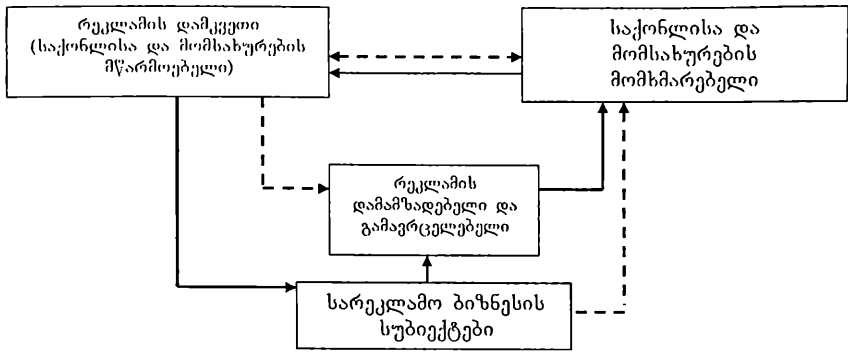 რეკლამის დამკვეთი
(საქონლისა და მომსახურების
მწარმოებელი)
საქონლისა და
მომსახურების
მომხმარებელი
რეკლამის
დამამზადებელი და
გამავრცელებელი
სარეკლამო ბიზნესის
სუბიექტები